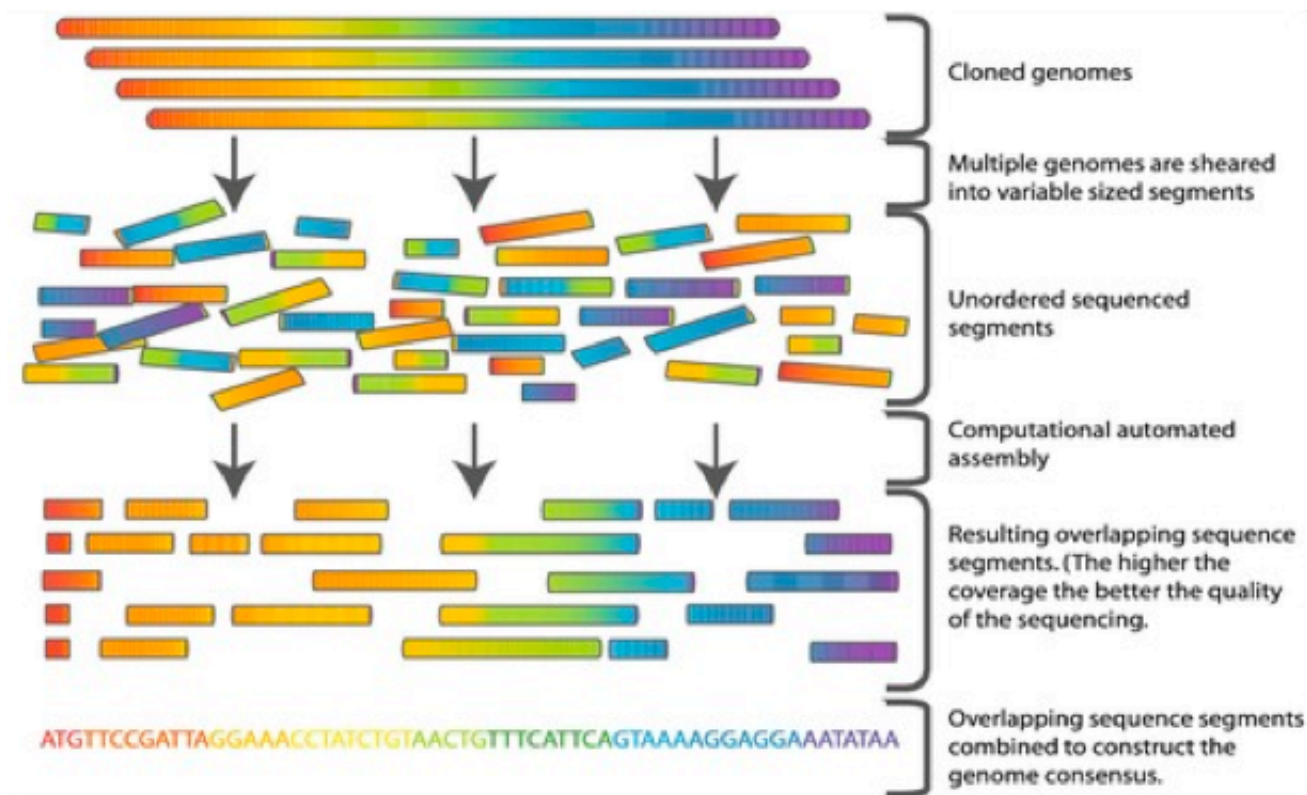 Cloned genomes
Multiple genomes are sheared
into variable sized segments
Unordered sequenced
segments
Computational automated
assembly
Resulting overlapping sequence
segments. (The higher the
coverage the better the quality
of the sequencing.
ATGTTCCGATTAGGAAACCTATCTGTAACTGTTTCATTCAGTAAAAGGAGGAAATATAA
Overlapping sequence segments
combined to construct the
genome consensus.